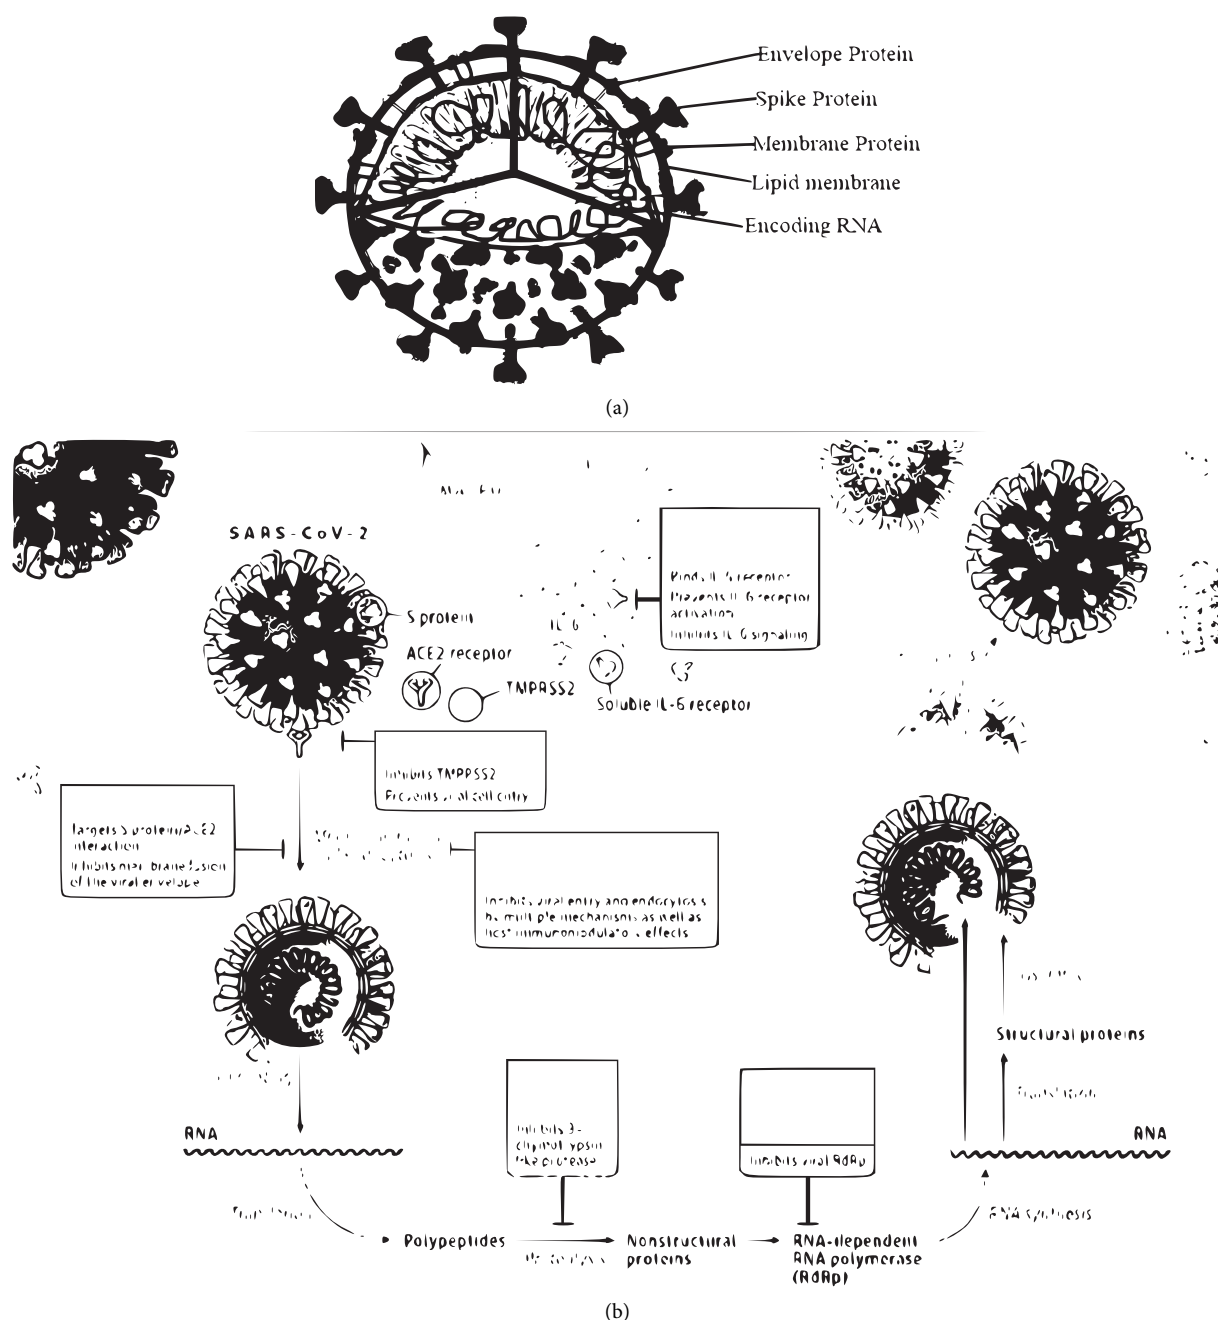 Envelope Protein
Spike Protein
Membrane Protein
Lipid membrane
Encoding RNA
(a)
SARS-CoV-2
S protein
ACE2 receptor
TMPRSS2
IL-6
Soluble IL-6 receptor
Binds IL-6 receptor
Prevents IL-6 receptor
activation
Inhibits IL-6 signaling
Inhibits TMPRSS2
Prevents viral cell entry
Targets S protein/ACE2
interaction
Inhibits membrane fusion
of the viral envelope
Inhibits viral entry and endocytosis
by multiple mechanisms as well as
host immunomodulatory effects
Structural proteins
Translation
RNA
RNA
Inhibits 3-
chymotrypsin
like protease
Inhibits viral RdRp
RNA synthesis
Polypeptides
Proteolysis
Nonstructural
proteins
RNA-dependent
RNA polymerase
(RdRp)
(b)